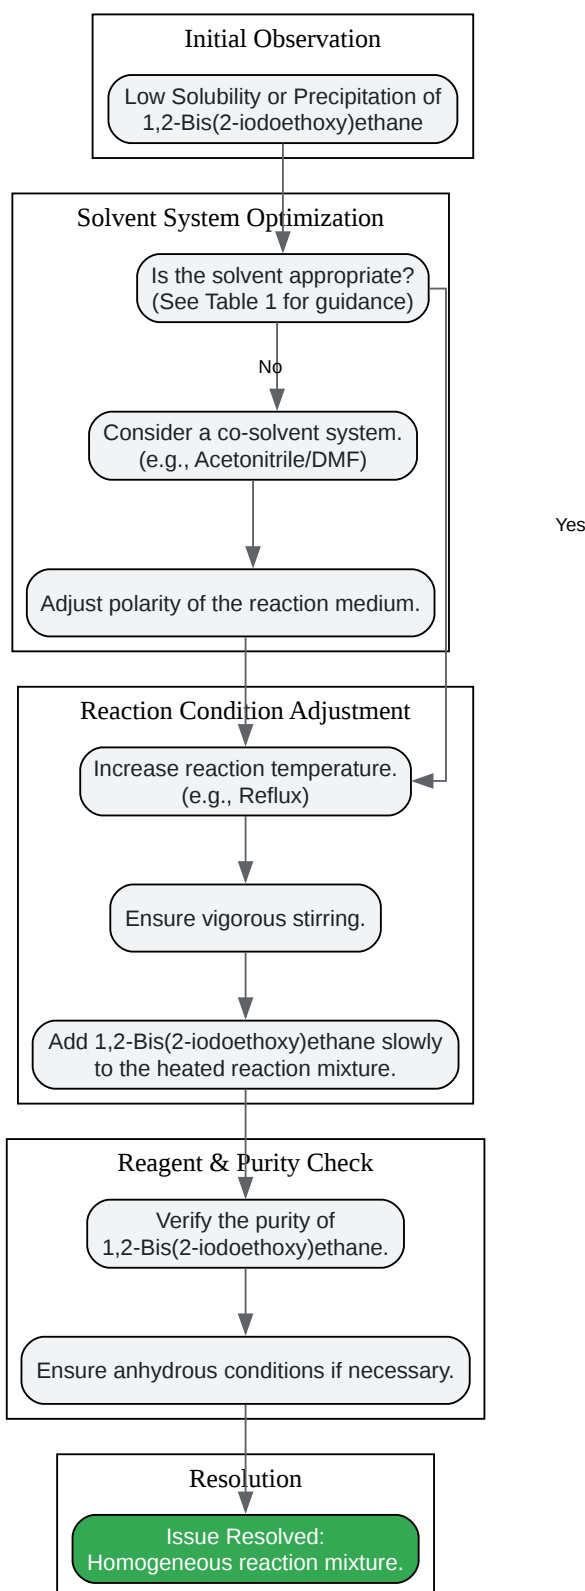 Initial Observation
Low Solubility or Precipitation of
1,2-Bis(2-iodoethoxy)ethane
Solvent System Optimization
Is the solvent appropriate?
(See Table 1 for guidance)
No
Consider a co-solvent system.
(e.g., Acetonitrile/DMF)
Yes
Adjust polarity of the reaction medium.
Reaction Condition Adjustment
Increase reaction temperature.
(e.g., Reflux)
Ensure vigorous stirring.
Add 1,2-Bis(2-iodoethoxy)ethane slowly
to the heated reaction mixture.
Reagent & Purity Check
Verify the purity of
1,2-Bis(2-iodoethoxy)ethane.
Ensure anhydrous conditions if necessary.
Resolution
Issue Resolved:
Homogeneous reaction mixture.